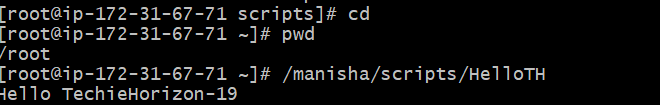 [root@ip-172-31-67-71 scripts]# cd
[root@ip-172-31-67-71 ~]# pwd
/root
[root@ip-172-31-67-71 ~]# /manisha/scripts/HelloTH
Hello TechieHorizon-19